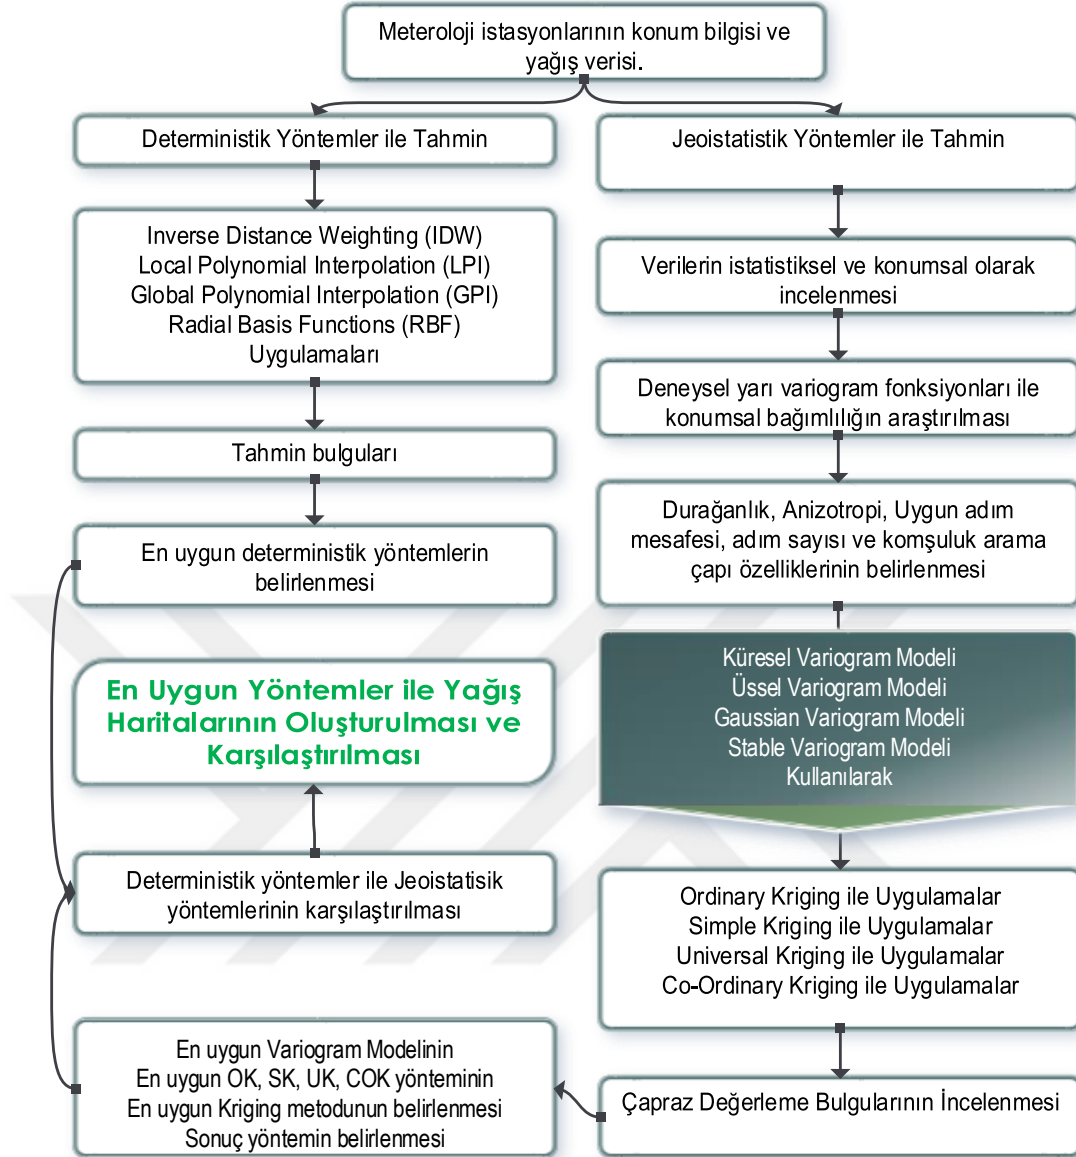 Meteroloji istasyonlarının konum bilgisi ve
yağış verisi.
Deterministik Yöntemler ile Tahmin
Inverse Distance Weighting (IDW)
Local Polynomial Interpolation (LPI)
Global Polynomial Interpolation (GPI)
Radial Basis Functions (RBF)
Uygulamaları
Tahmin bulguları
En uygun deterministik yöntemlerin
belirlenmesi
Jeoistatistik Yöntemler ile Tahmin
Verilerin istatistiksel ve konumsal olarak
incelenmesi
Deneysel yarı variogram fonksiyonları ile
konumsal bağımlılığın araştırılması
Durağanlık, Anizotropi, Uygun adım
mesafesi, adım sayısı ve komşuluk arama
çapı özelliklerinin belirlenmesi
Küresel Variogram Modeli
Üssel Variogram Modeli
Gaussian Variogram Modeli
Stable Variogram Modeli
Kullanılarak
Ordinary Kriging ile Uygulamalar
Simple Kriging ile Uygulamalar
Universal Kriging ile Uygulamalar
Co-Ordinary Kriging ile Uygulamalar
Çapraz Değerleme Bulgularının İncelenmesi
En uygun Variogram Modelinin
En uygun OK, SK, UK, COK yönteminin
En uygun Kriging metodunun belirlenmesi
Sonuç yöntemin belirlenmesi
Deterministik yöntemler ile Jeoistatisik
yöntemlerinin karşılaştırılması
En Uygun Yöntemler ile Yağış
Haritalarının Oluşturulması ve
Karşılaştırılması